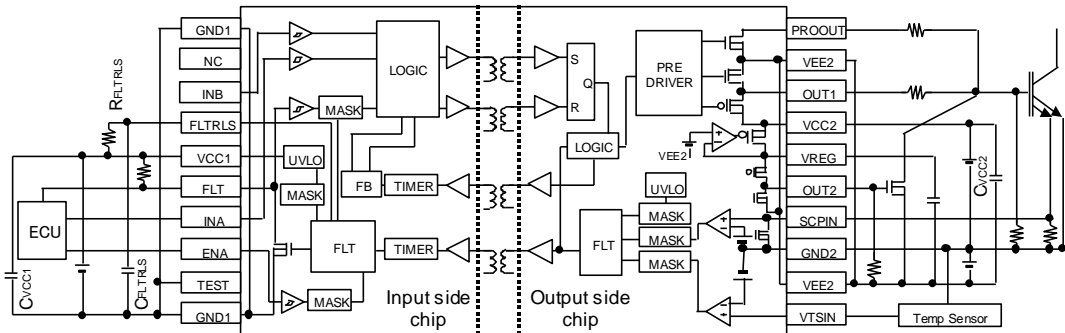 GND1
NC
INB
FLTRLS
VCC1
FLT
INA
ENA
TEST
GND1
RFLTRLS
ECU
CVCC1
CFLTRLS
MASK
UVLO
MASK
FLT
MASK
LOGIC
FB
TIMER
TIMER
Input side
chip
Output side
chip
S
Q
R
LOGIC
PRE
DRIVER
VEE2
UVLO
FLT
MASK
MASK
MASK
PROOUT
VEE2
OUT1
VCC2
VREG
OUT2
SCPIN
GND2
VEE2
VTSIN
CVCC2
Temp Sensor